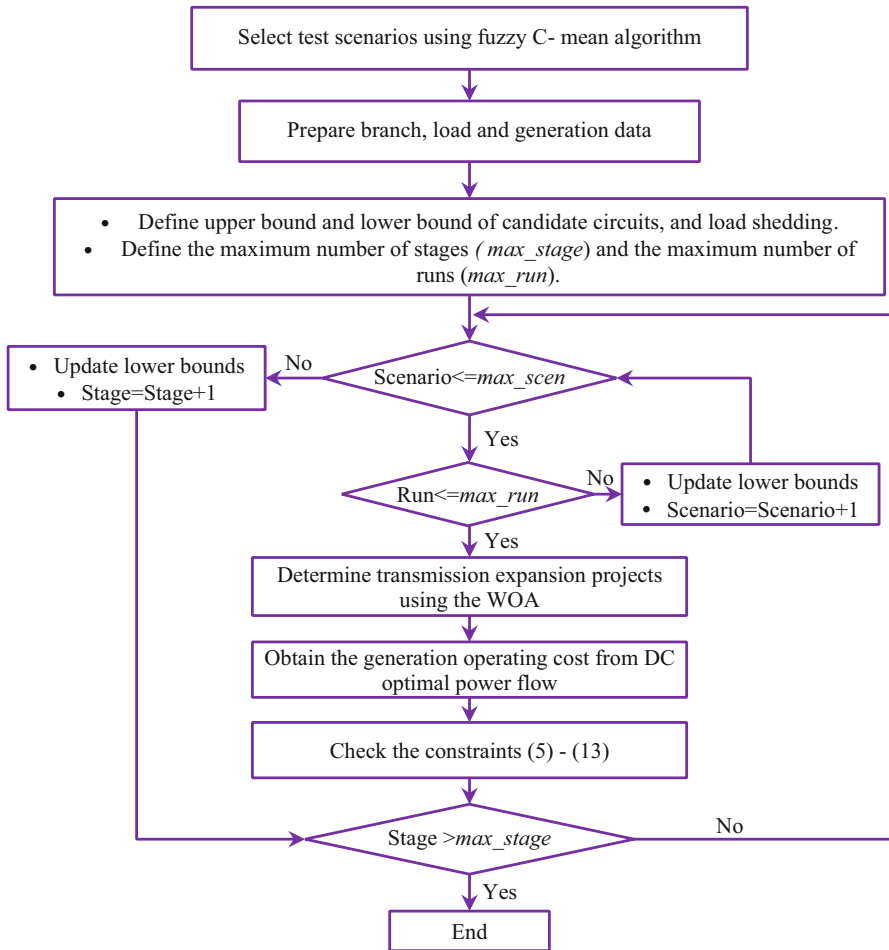 Select test scenarios using fuzzy C- mean algorithm
Prepare branch, load and generation data
• Define upper bound and lower bound of candidate circuits, and load shedding.
• Define the maximum number of stages ( max_stage) and the maximum number of
runs (max_run).
• Update lower bounds
• Stage=Stage+1
No
Scenario<=max_scen
Yes
Run<=max_run
No
• Update lower bounds
• Scenario=Scenario+1
Yes
Determine transmission expansion projects
using the WOA
Obtain the generation operating cost from DC
optimal power flow
Check the constraints (5) - (13)
Stage >max_stage
No
Yes
End